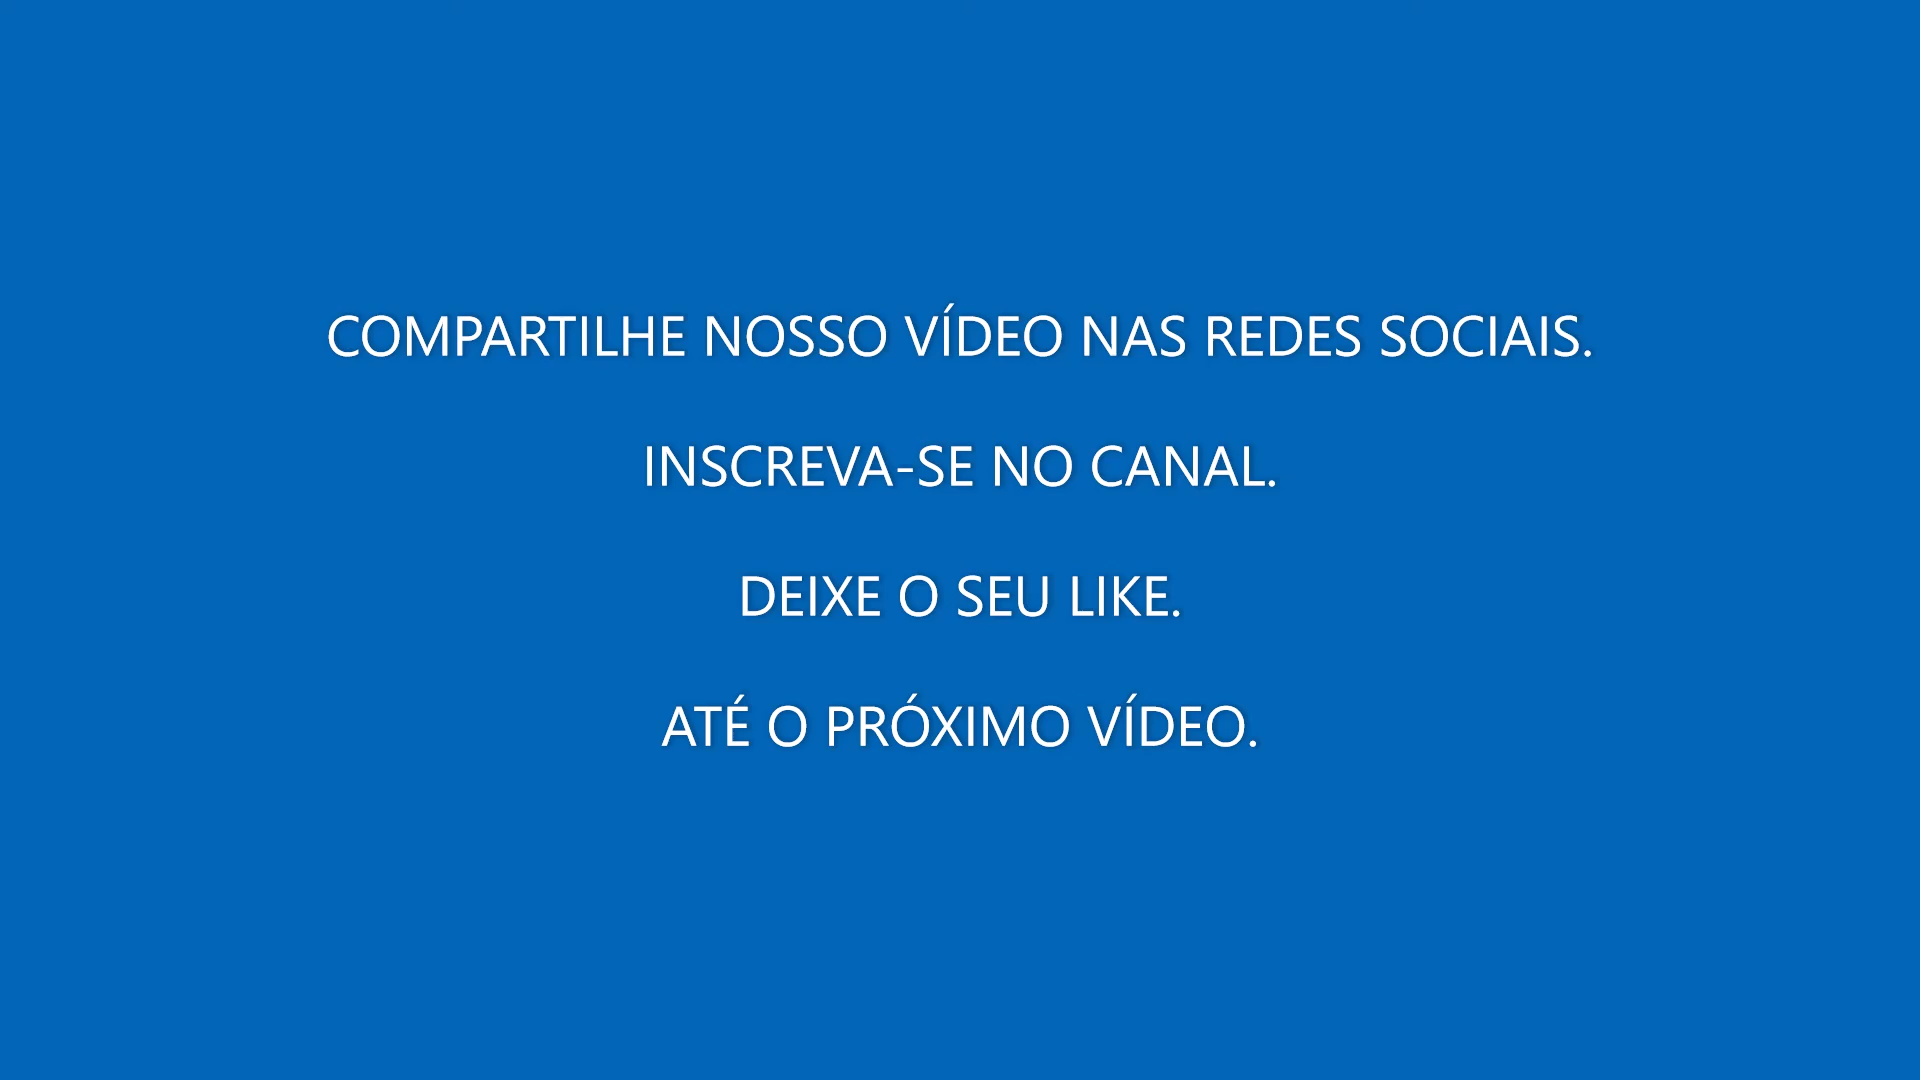 COMPARTILHE NOSSO VÍDEO NAS REDES SOCIAIS.
INSCREVA-SE NO CANAL.
DEIXE O SEU LIKE.
ATÉ O PRÓXIMO VÍDEO.